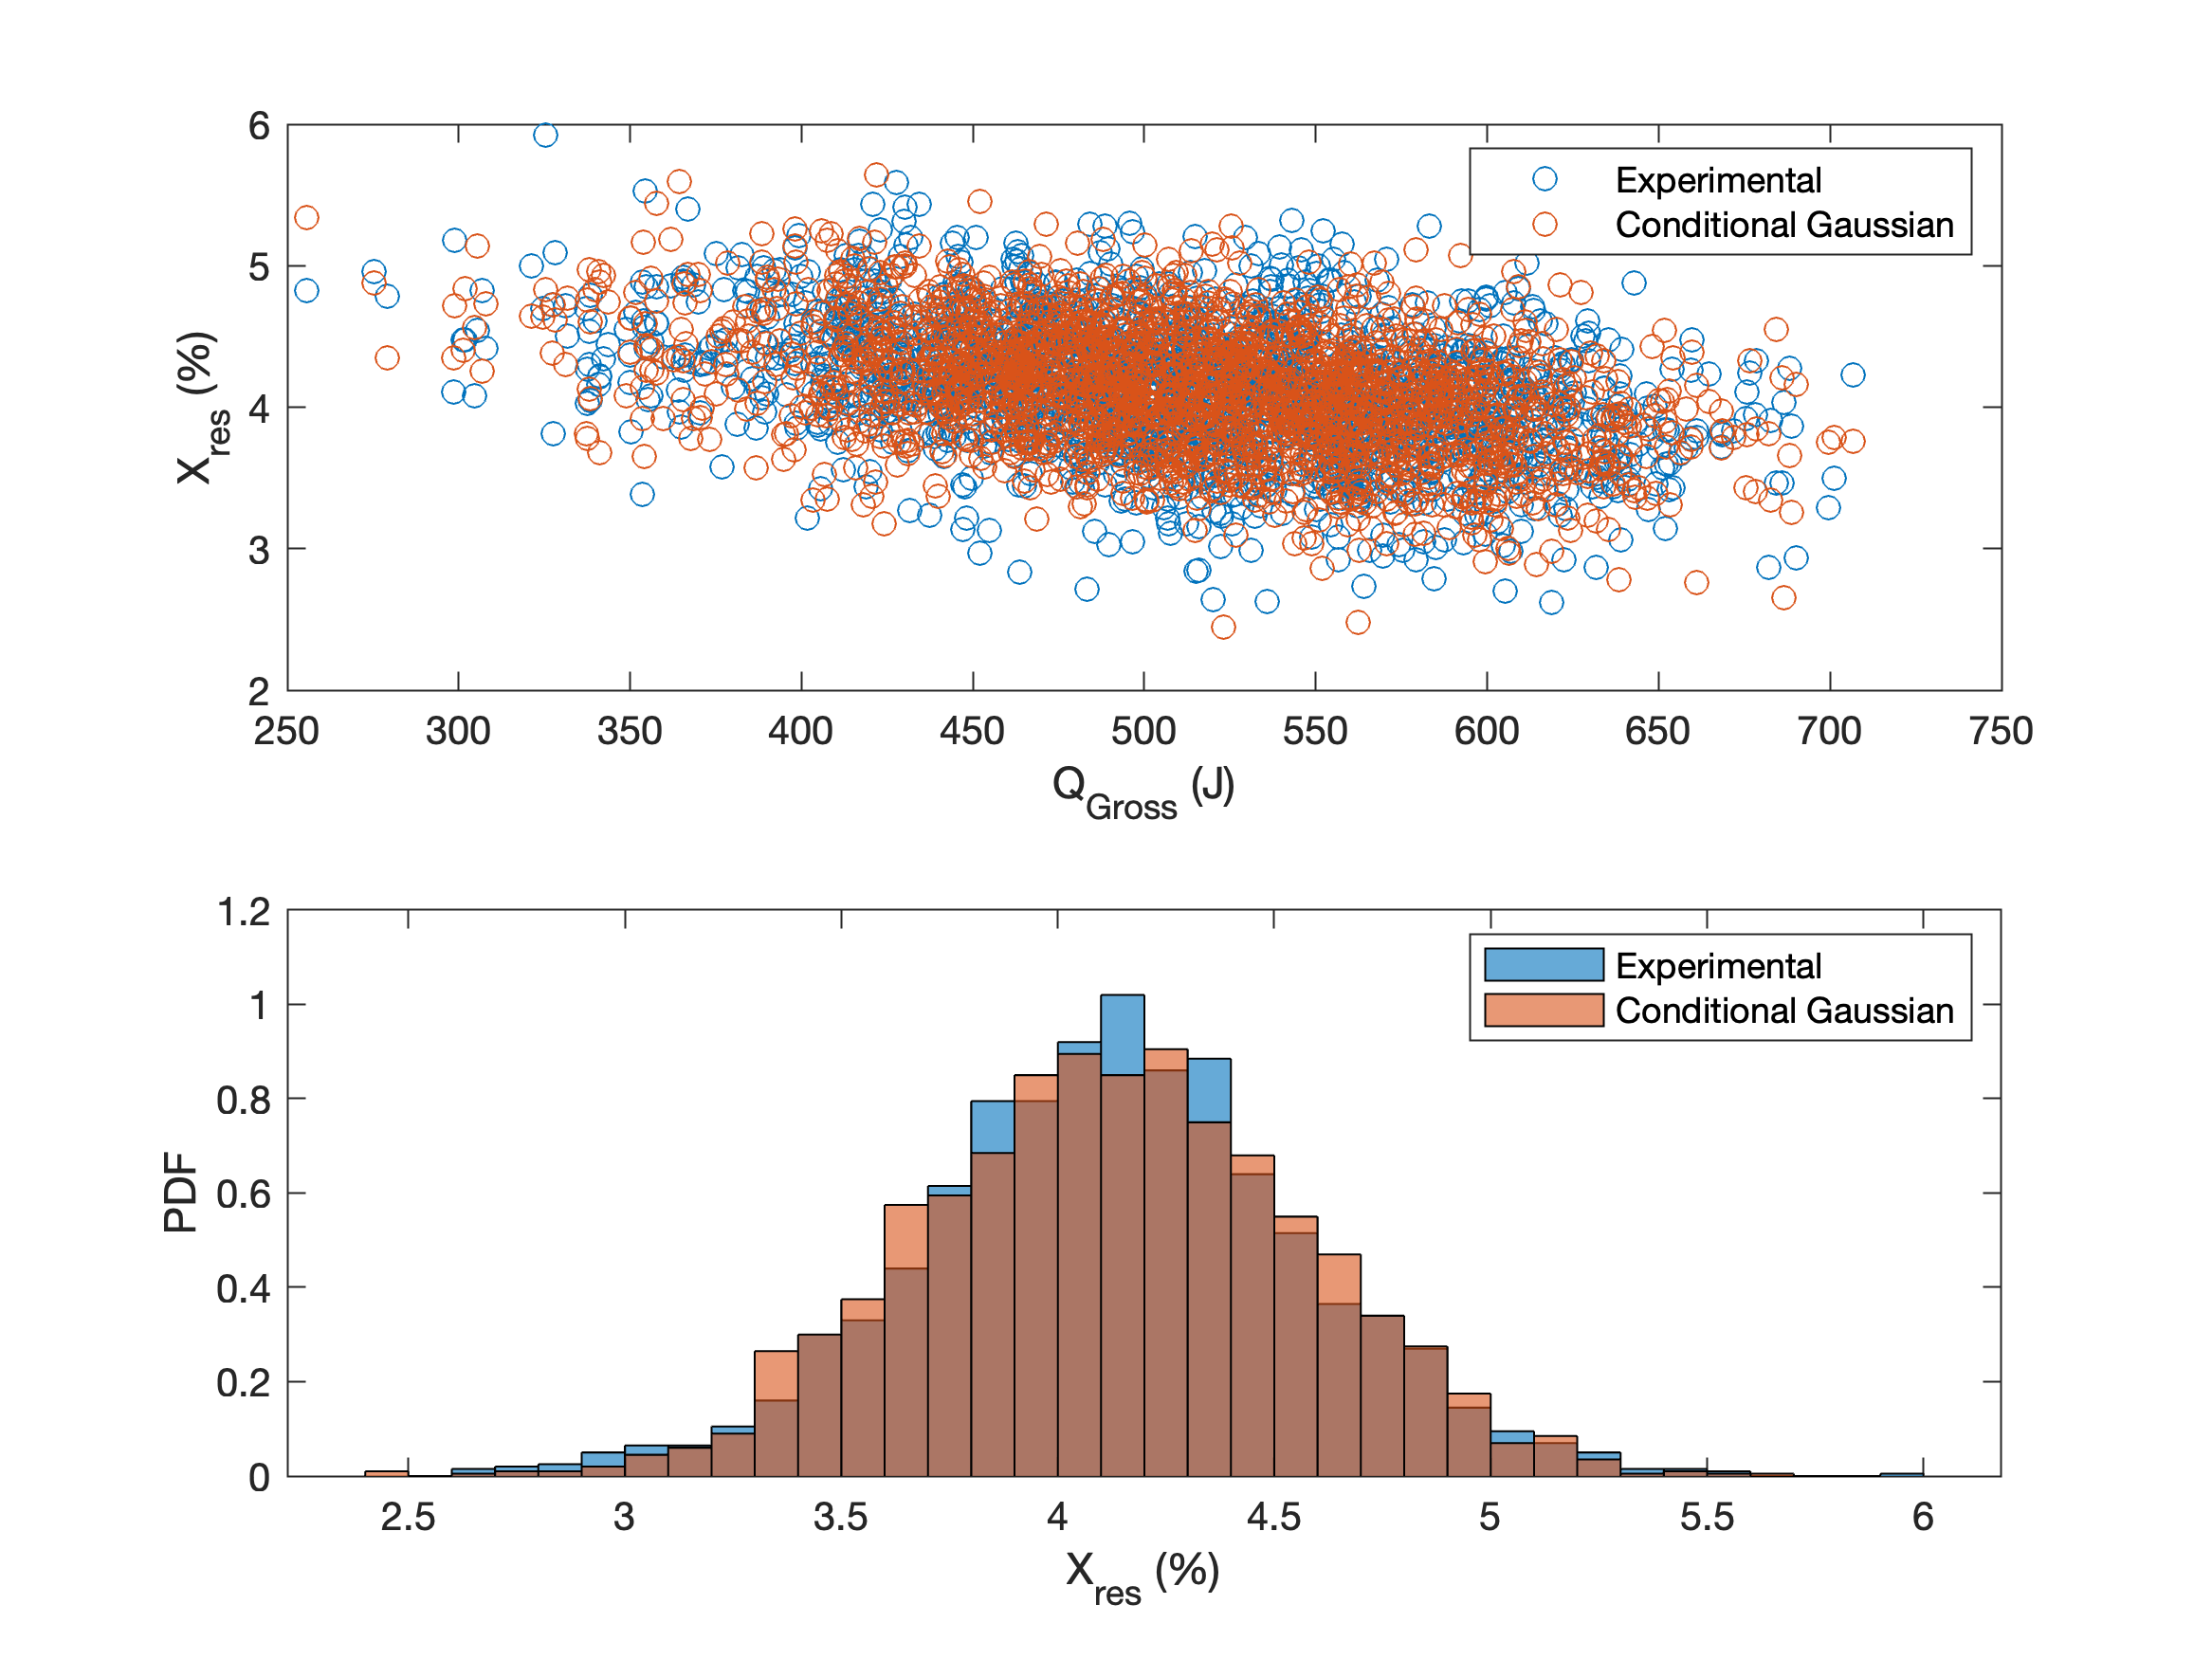 6
5
4
3
2
X_res (%)
Experimental
Conditional Gaussian
250 300 350 400 450 500 550 600 650 700 750
Q_Gross (J)
1.2
1
0.8
0.6
0.4
0.2
0
PDF
Experimental
Conditional Gaussian
2.5 3 3.5 4 4.5 5 5.5 6
X_res (%)